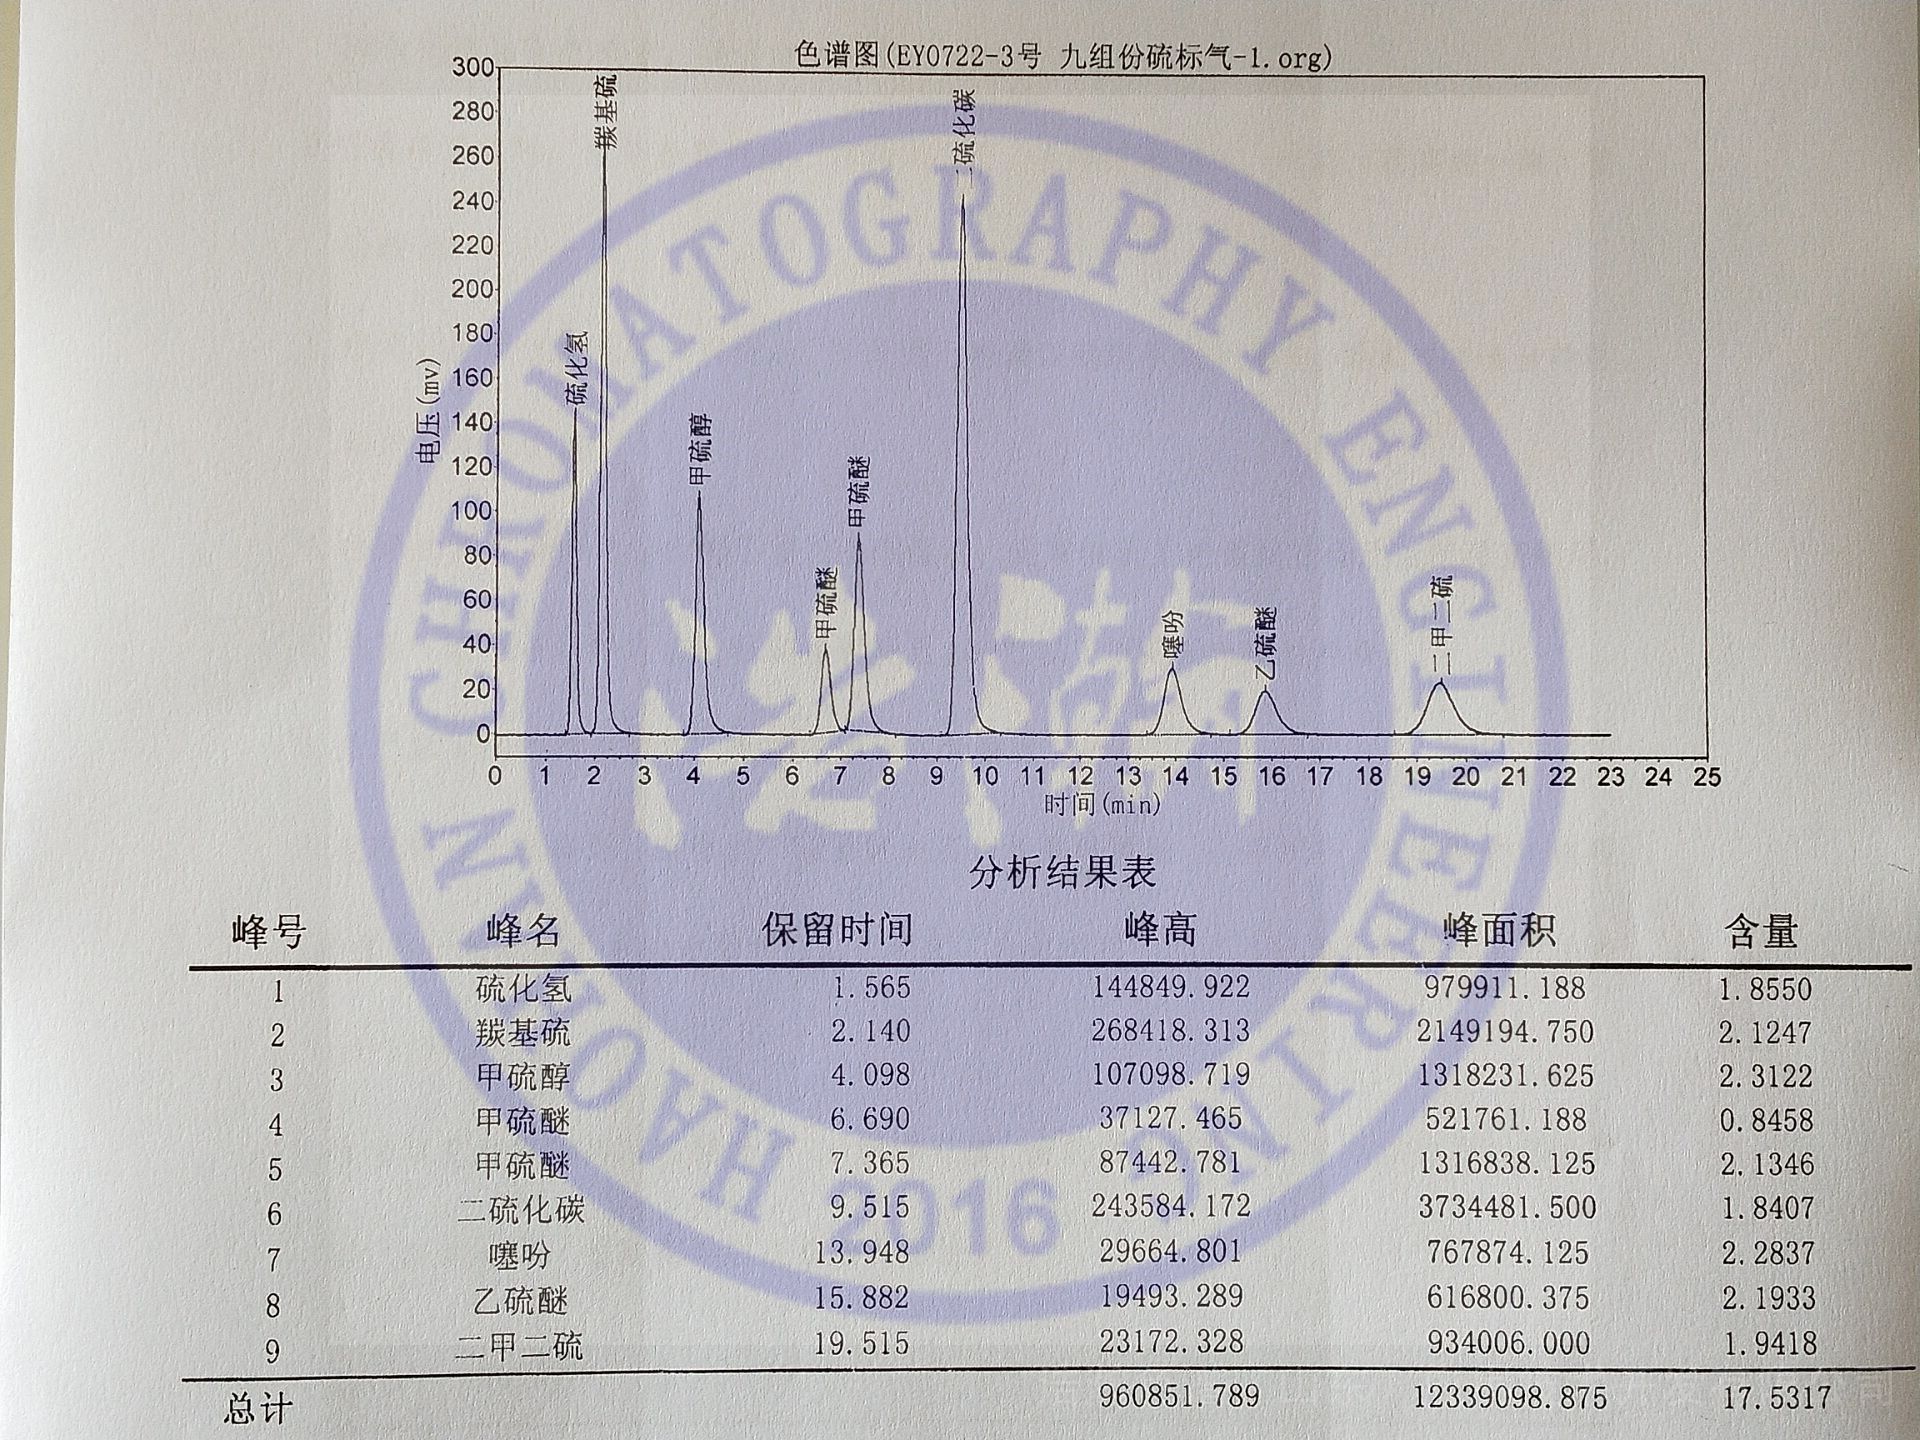 色谱图(EY0722-3号 九组份硫标气-1.org)
300
280
260
240
220
200
180
160
140
120
100
80
60
40
20
0
电压(mv)
硫化氢
羰基硫
甲硫醇
甲硫醚
甲硫醚
二硫化碳
噻吩
乙硫醚
二甲二硫
0 1 2 3 4 5 6 7 8 9 10 11 12 13 14 15 16 17 18 19 20 21 22 23 24 25
时间(min)
分析结果表
峰号 峰名 保留时间 峰高 峰面积 含量
1 硫化氢 1.565 144849.922 979911.188 1.8550
2 羰基硫 2.140 268418.313 2149194.750 2.1247
3 甲硫醇 4.098 107098.719 1318231.625 2.3122
4 甲硫醚 6.690 37127.465 521761.188 0.8458
5 甲硫醚 7.365 87442.781 1316838.125 2.1346
6 二硫化碳 9.515 243584.172 3734481.500 1.8407
7 噻吩 13.948 29664.801 767874.125 2.2837
8 乙硫醚 15.882 19493.289 616800.375 2.1933
9 二甲二硫 19.515 23172.328 934006.000 1.9418
总计 960851.789 12339098.875 17.5317
HAOHAN CHROMATOGRAPHY ENGINEERING
浩瀚
2016